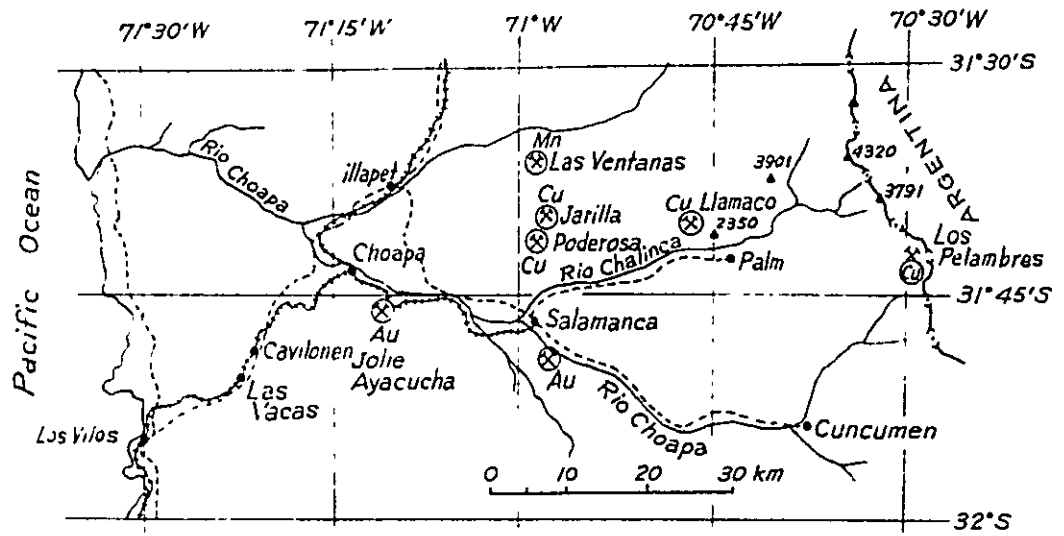 71°30'W
71°15'W
71°W
70°45'W
70°30'W
31°30'S
ARGENTINA
Mn
Las Ventanas
3901
4320
3791
Rio Choapa
illapet
Cu
Jarilla
Cu Llamaco
2350
Poderosa
Cu
Rio Chalinca
Palm
Los
Pelambres
Cu
Pacific Ocean
Choapa
31°45'S
Salamanca
Au
Jolie
Ayacucha
Cavilonen
Au
Las
Vacas
Rio Choapa
Los Vilos
Cuncumen
0 10 20 30 km
32°S